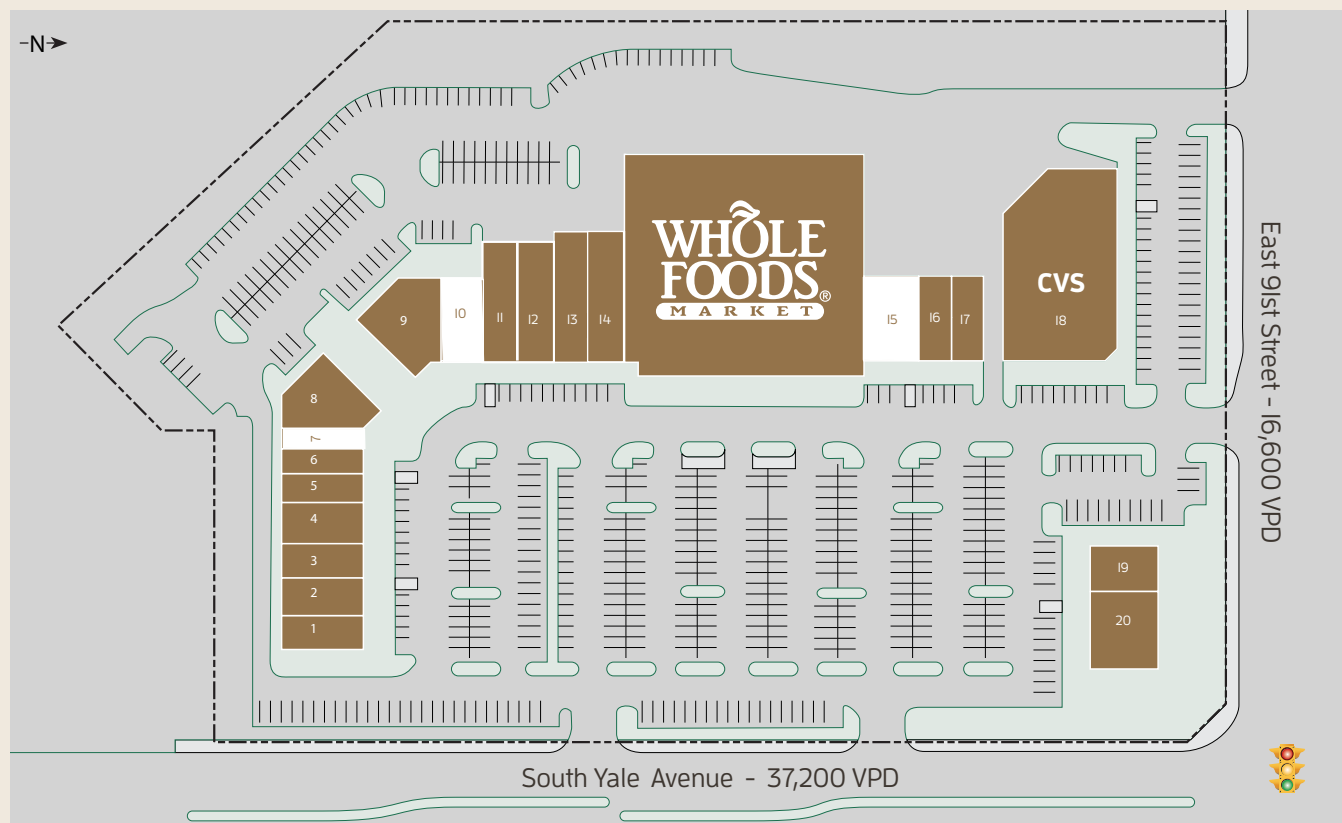 -N→
WHOLE
FOODS®
MARKET
CVS
18
9
10
11
12
13
14
15
16
17
8
7
6
5
4
3
2
1
19
20
East 91st Street - 16,600 VPD
South Yale Avenue - 37,200 VPD